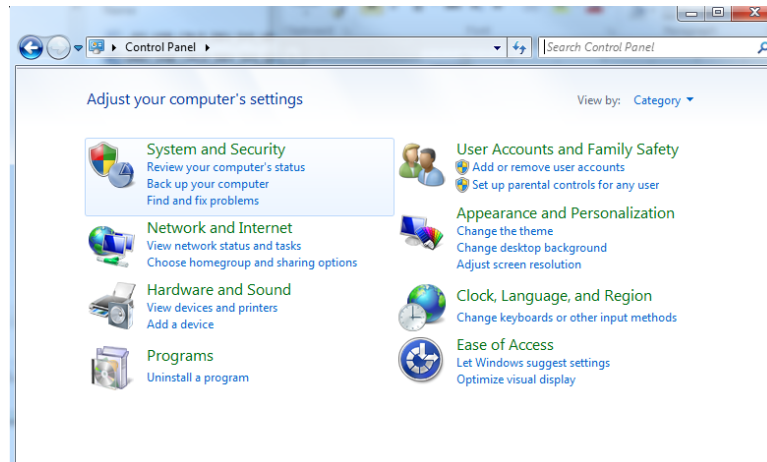 Control Panel
Search Control Panel
Adjust your computer's settings
View by: Category
System and Security
Review your computer's status
Back up your computer
Find and fix problems
Network and Internet
View network status and tasks
Choose homegroup and sharing options
Hardware and Sound
View devices and printers
Add a device
Programs
Uninstall a program
User Accounts and Family Safety
Add or remove user accounts
Set up parental controls for any user
Appearance and Personalization
Change the theme
Change desktop background
Adjust screen resolution
Clock, Language, and Region
Change keyboards or other input methods
Ease of Access
Let Windows suggest settings
Optimize visual display